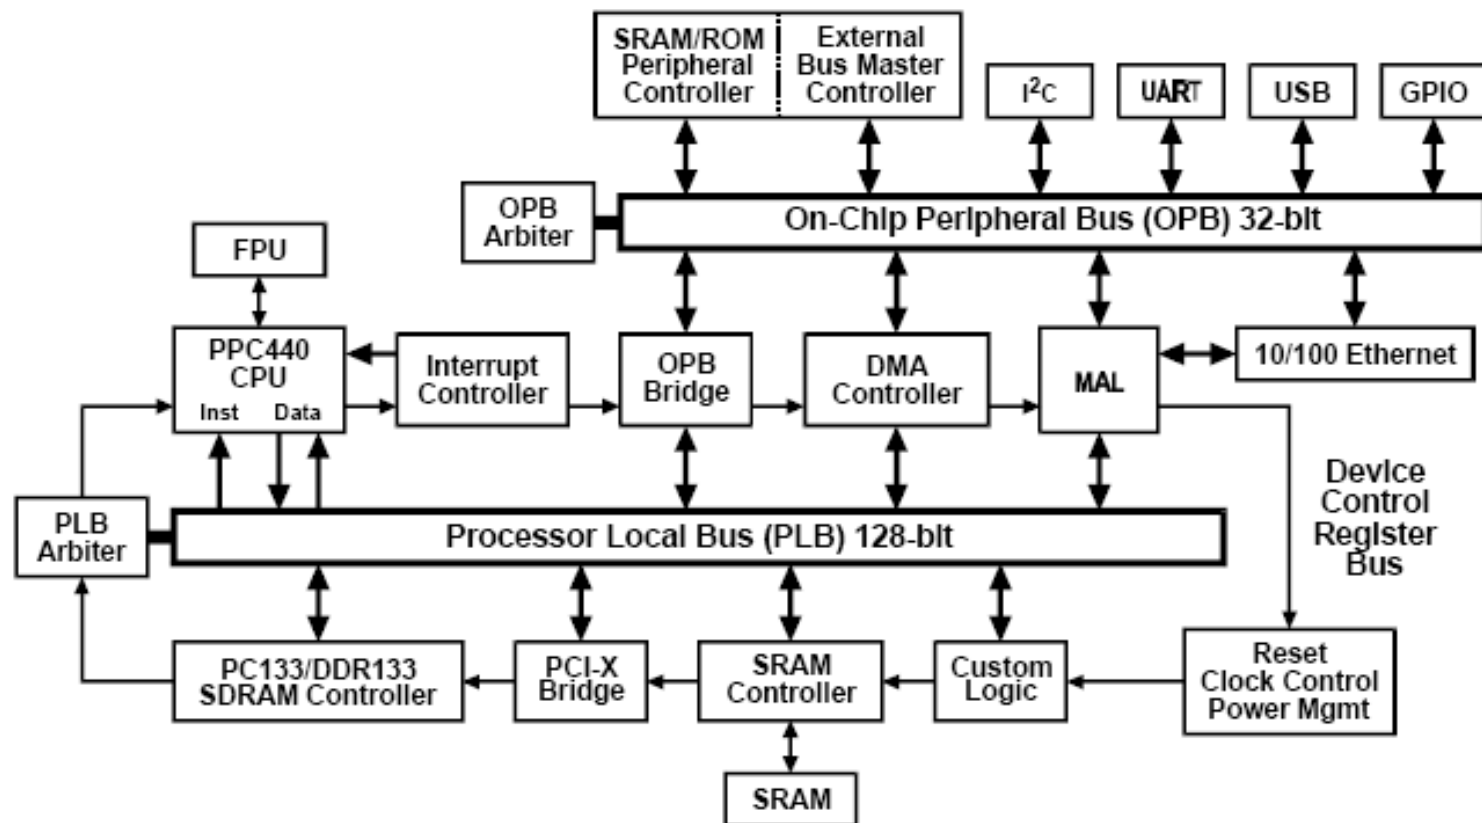 SRAM/ROM
Peripheral
Controller
External
Bus Master
Controller
I²C
UART
USB
GPIO
OPB
Arbiter
On-Chip Peripheral Bus (OPB) 32-bit
FPU
PPC440
CPU
Inst Data
Interrupt
Controller
OPB
Bridge
DMA
Controller
MAL
10/100 Ethernet
PLB
Arbiter
Processor Local Bus (PLB) 128-bit
Device
Control
Register
Bus
PC133/DDR133
SDRAM Controller
PCI-X
Bridge
SRAM
Controller
Custom
Logic
Reset
Clock Control
Power Mgmt
SRAM